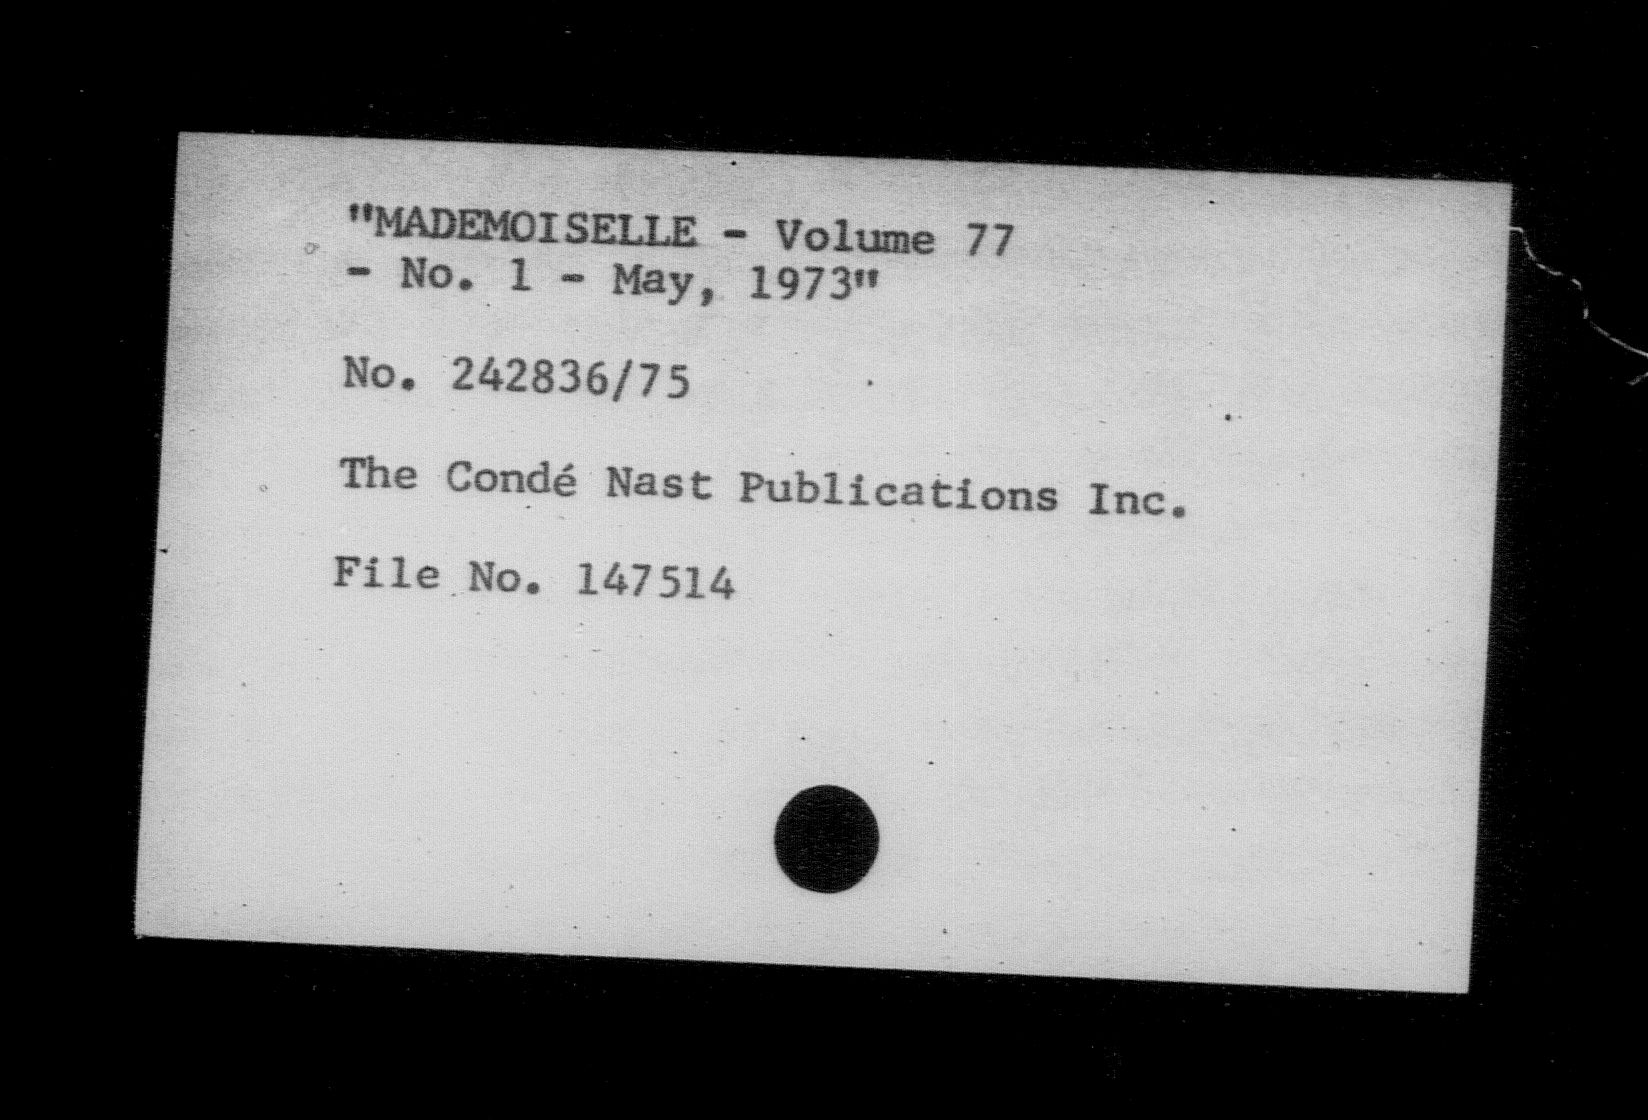 "MADEMOISELLE - Volume 77
- No. 1 - May, 1973"
No. 242836/75
The Condé Nast Publications Inc.
File No. 147514